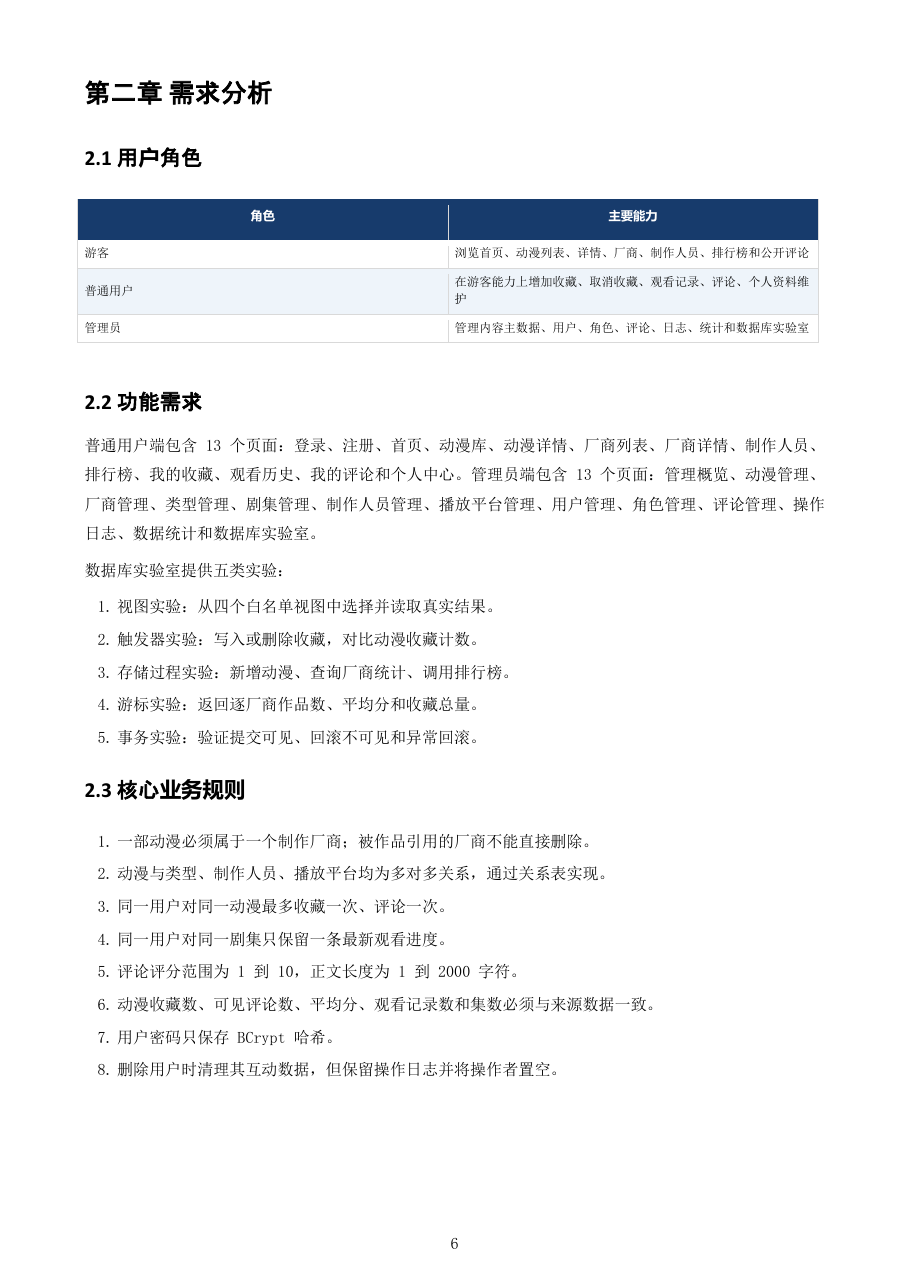 第二章 需求分析
2.1 用户角色
角色 主要能力
游客 浏览首页、动漫列表、详情、厂商、制作人员、排行榜和公开评论
普通用户 在游客能力上增加收藏、取消收藏、观看记录、评论、个人资料维
护
管理员 管理内容主数据、用户、角色、评论、日志、统计和数据库实验室
2.2 功能需求
普通用户端包含 13 个页面：登录、注册、首页、动漫库、动漫详情、厂商列表、厂商详情、制作人员、
排行榜、我的收藏、观看历史、我的评论和个人中心。管理员端包含 13 个页面：管理概览、动漫管理、
厂商管理、类型管理、剧集管理、制作人员管理、播放平台管理、用户管理、角色管理、评论管理、操作
日志、数据统计和数据库实验室。
数据库实验室提供五类实验：
1. 视图实验：从四个白名单视图中选择并读取真实结果。
2. 触发器实验：写入或删除收藏，对比动漫收藏计数。
3. 存储过程实验：新增动漫、查询厂商统计、调用排行榜。
4. 游标实验：返回逐厂商作品数、平均分和收藏总量。
5. 事务实验：验证提交可见、回滚不可见和异常回滚。
2.3 核心业务规则
1. 一部动漫必须属于一个制作厂商；被作品引用的厂商不能直接删除。
2. 动漫与类型、制作人员、播放平台均为多对多关系，通过关系表实现。
3. 同一用户对同一动漫最多收藏一次、评论一次。
4. 同一用户对同一剧集只保留一条最新观看进度。
5. 评论评分范围为 1 到 10，正文长度为 1 到 2000 字符。
6. 动漫收藏数、可见评论数、平均分、观看记录数和集数必须与来源数据一致。
7. 用户密码只保存 BCrypt 哈希。
8. 删除用户时清理其互动数据，但保留操作日志并将操作者置空。
6